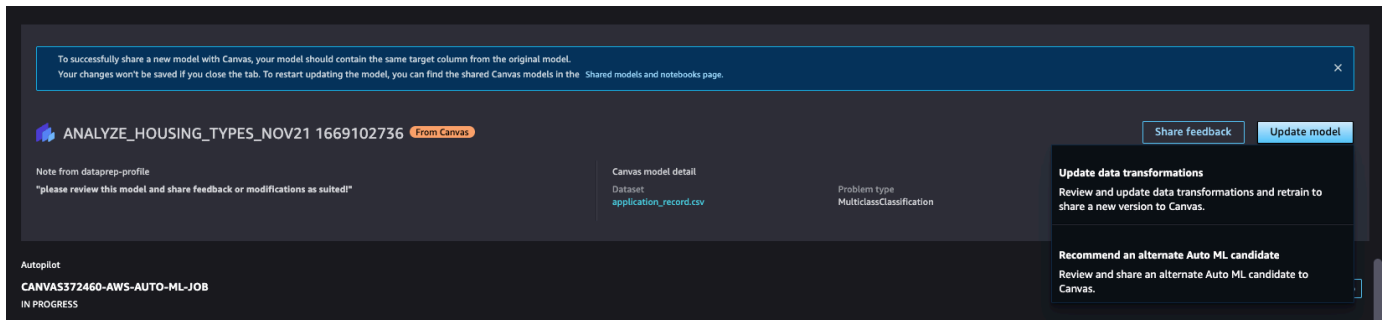 To successfully share a new model with Canvas, your model should contain the same target column from the original model.
Your changes won't be saved if you close the tab. To restart updating the model, you can find the shared Canvas models in the Shared models and notebooks page.
ANALYZE_HOUSING_TYPES_NOV21 1669102736 From Canvas
Share feedback
Update model
Note from dataprep-profile
"please review this model and share feedback or modifications as suited!"
Canvas model detail
Dataset
application_record.csv
Problem type
MulticlassClassification
Update data transformations
Review and update data transformations and retrain to
share a new version to Canvas.
Recommend an alternate Auto ML candidate
Review and share an alternate Auto ML candidate to
Canvas.
Autopilot
CANVAS372460-AWS-AUTO-ML-JOB
IN PROGRESS